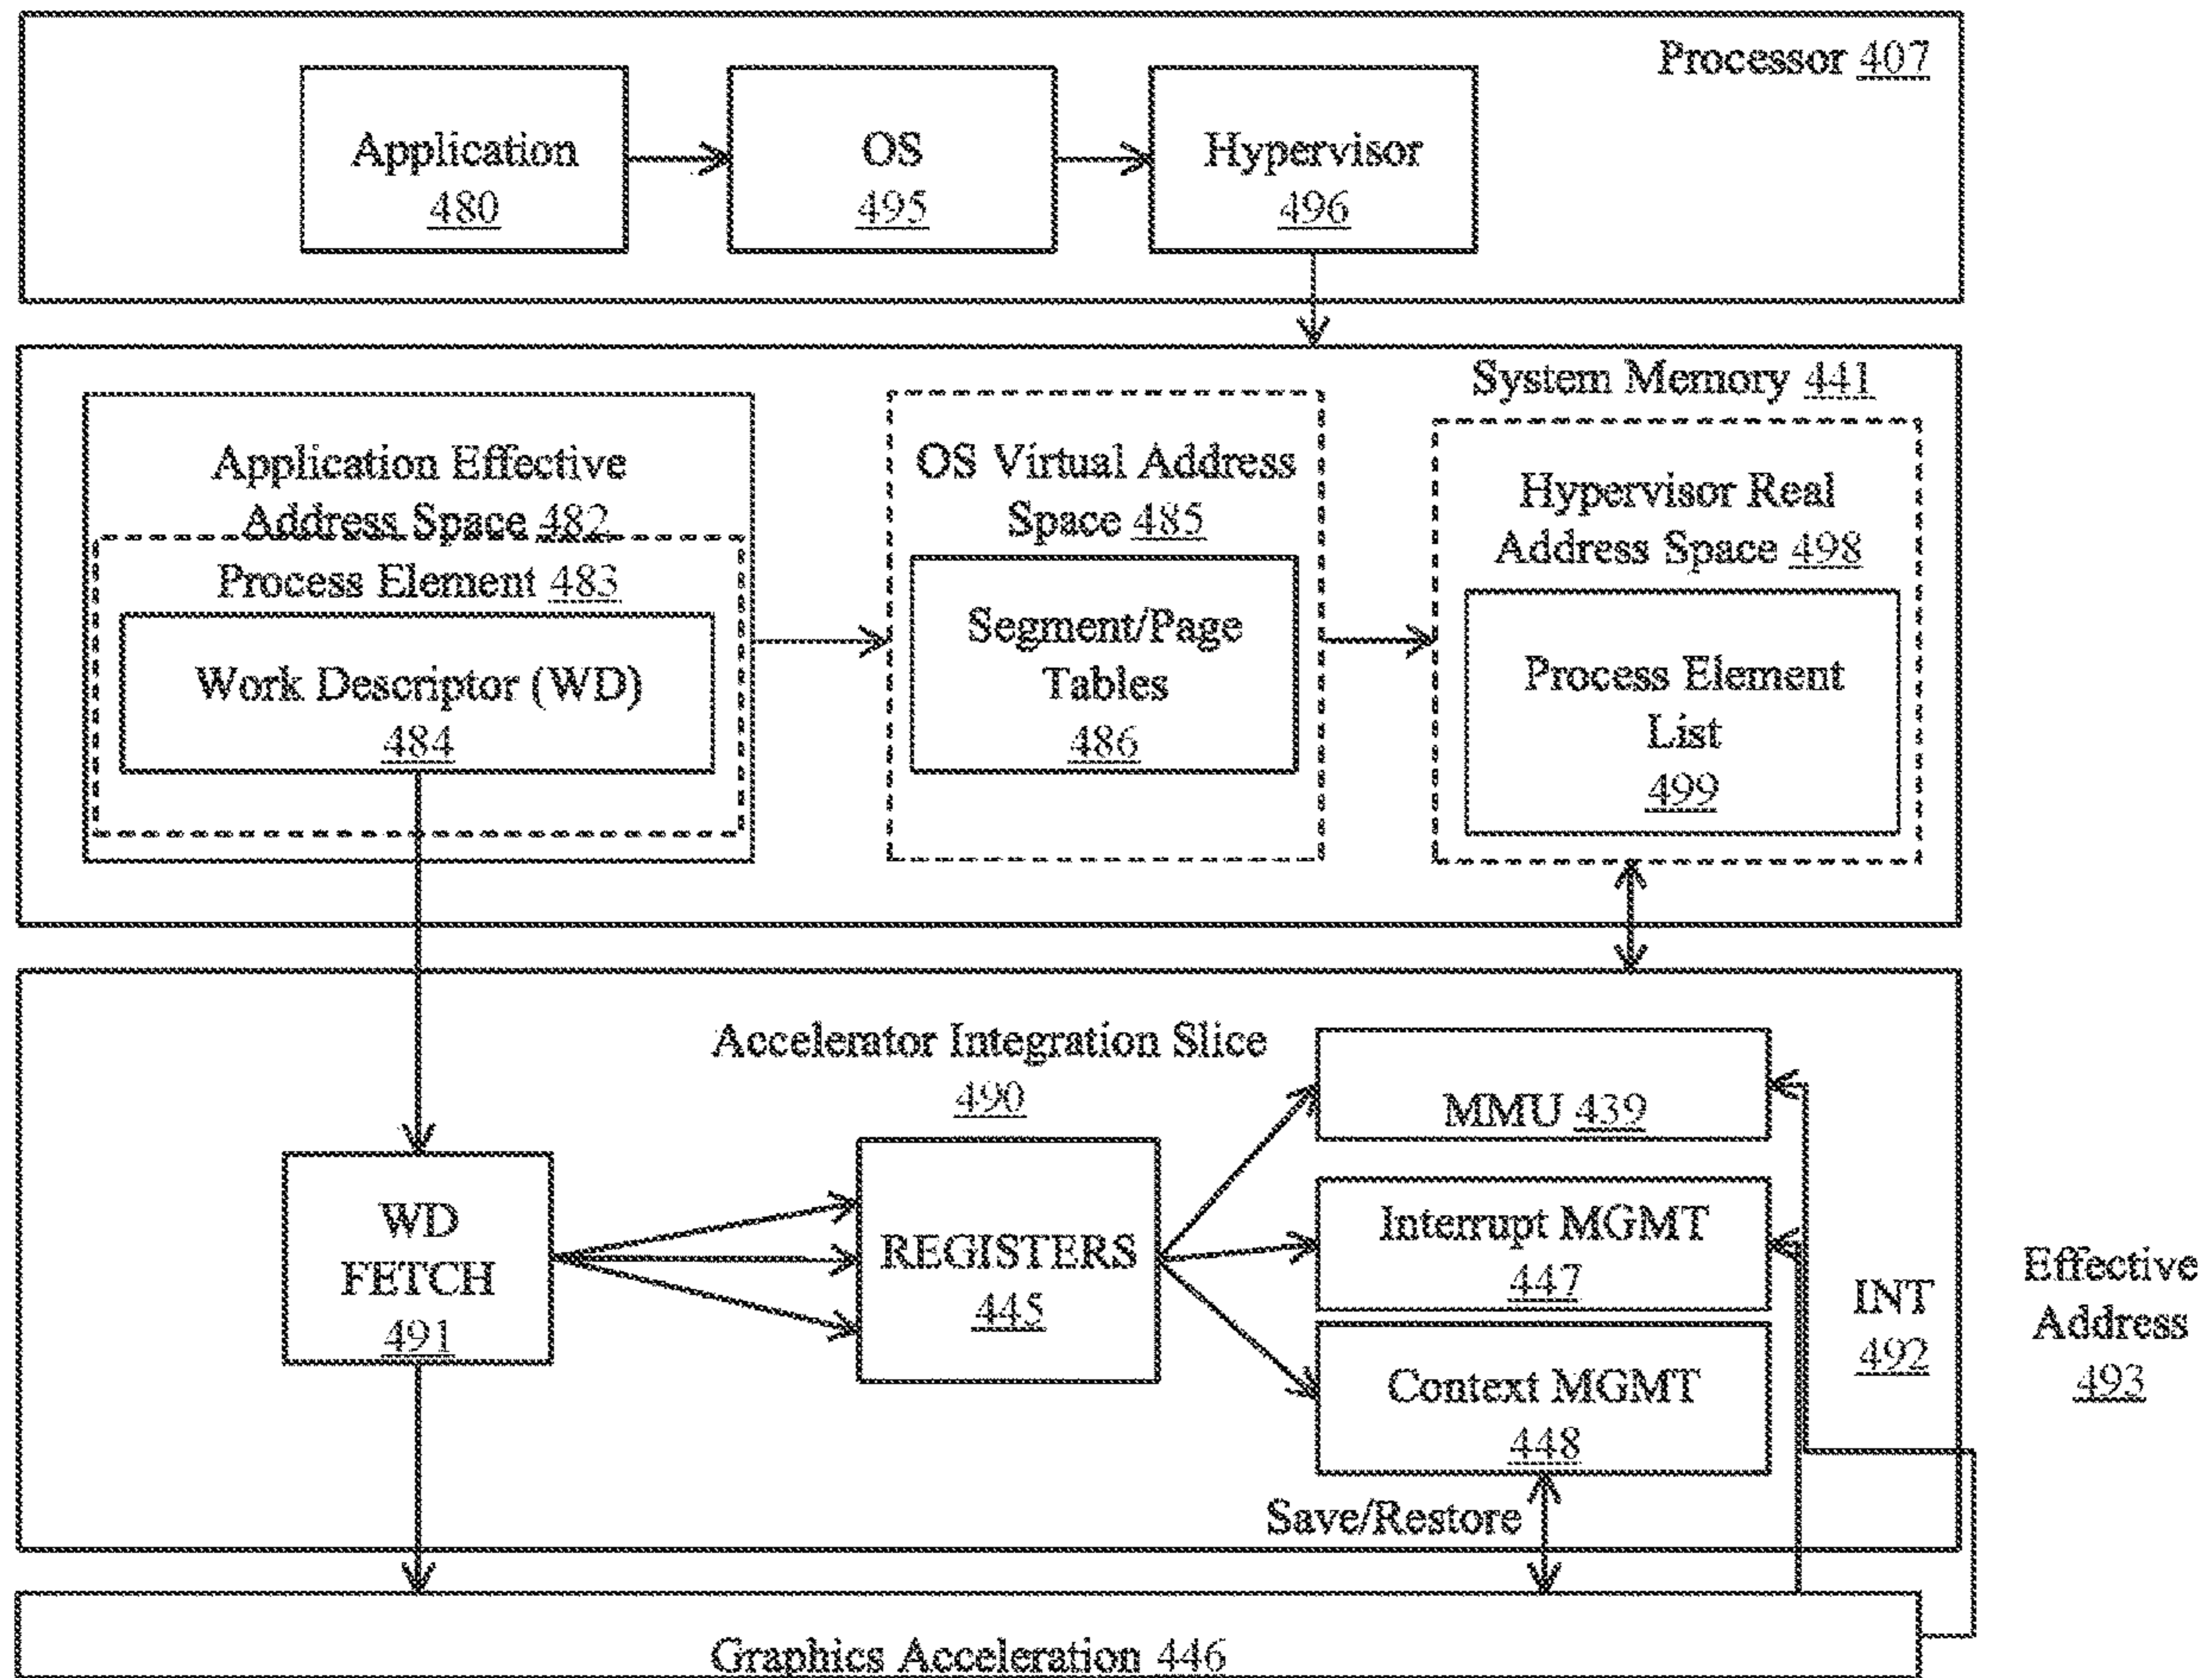 Processor 407
Application
480
OS
495
Hypervisor
496
System Memory 441
Application Effective
Address Space 482
Process Element 483
Work Descriptor (WD)
484
OS Virtual Address
Space 485
Segment/Page
Tables
486
Hypervisor Real
Address Space 498
Process Element
List
499
Accelerator Integration Slice
490
WD
FETCH
491
REGISTERS
445
MMU 439
Interrupt MGMT
447
Context MGMT
448
Save/Restore
INT
492
Effective
Address
493
Graphics Acceleration 446